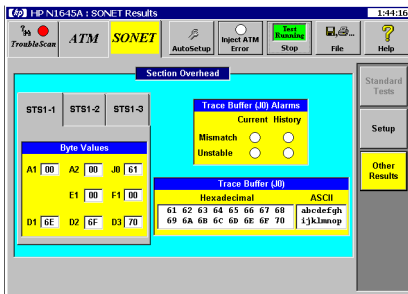 HP N1645A : SONET Results 1:44:16
TroubleScan ATM SONET AutoSetup Inject ATM Error Test Running Stop File Help
Section Overhead
STS1-1 STS1-2 STS1-3
Byte Values
A1 00 A2 00 J0 61
E1 00 F1 00
D1 6E D2 6F D3 70
Trace Buffer (J0) Alarms
Current History
Mismatch
Unstable
Trace Buffer (J0)
Hexadecimal ASCII
61 62 63 64 65 66 67 68 abcdefgh
69 6A 6B 6C 6D 6E 6F 70 ijklmnop
Standard Tests
Setup
Other Results